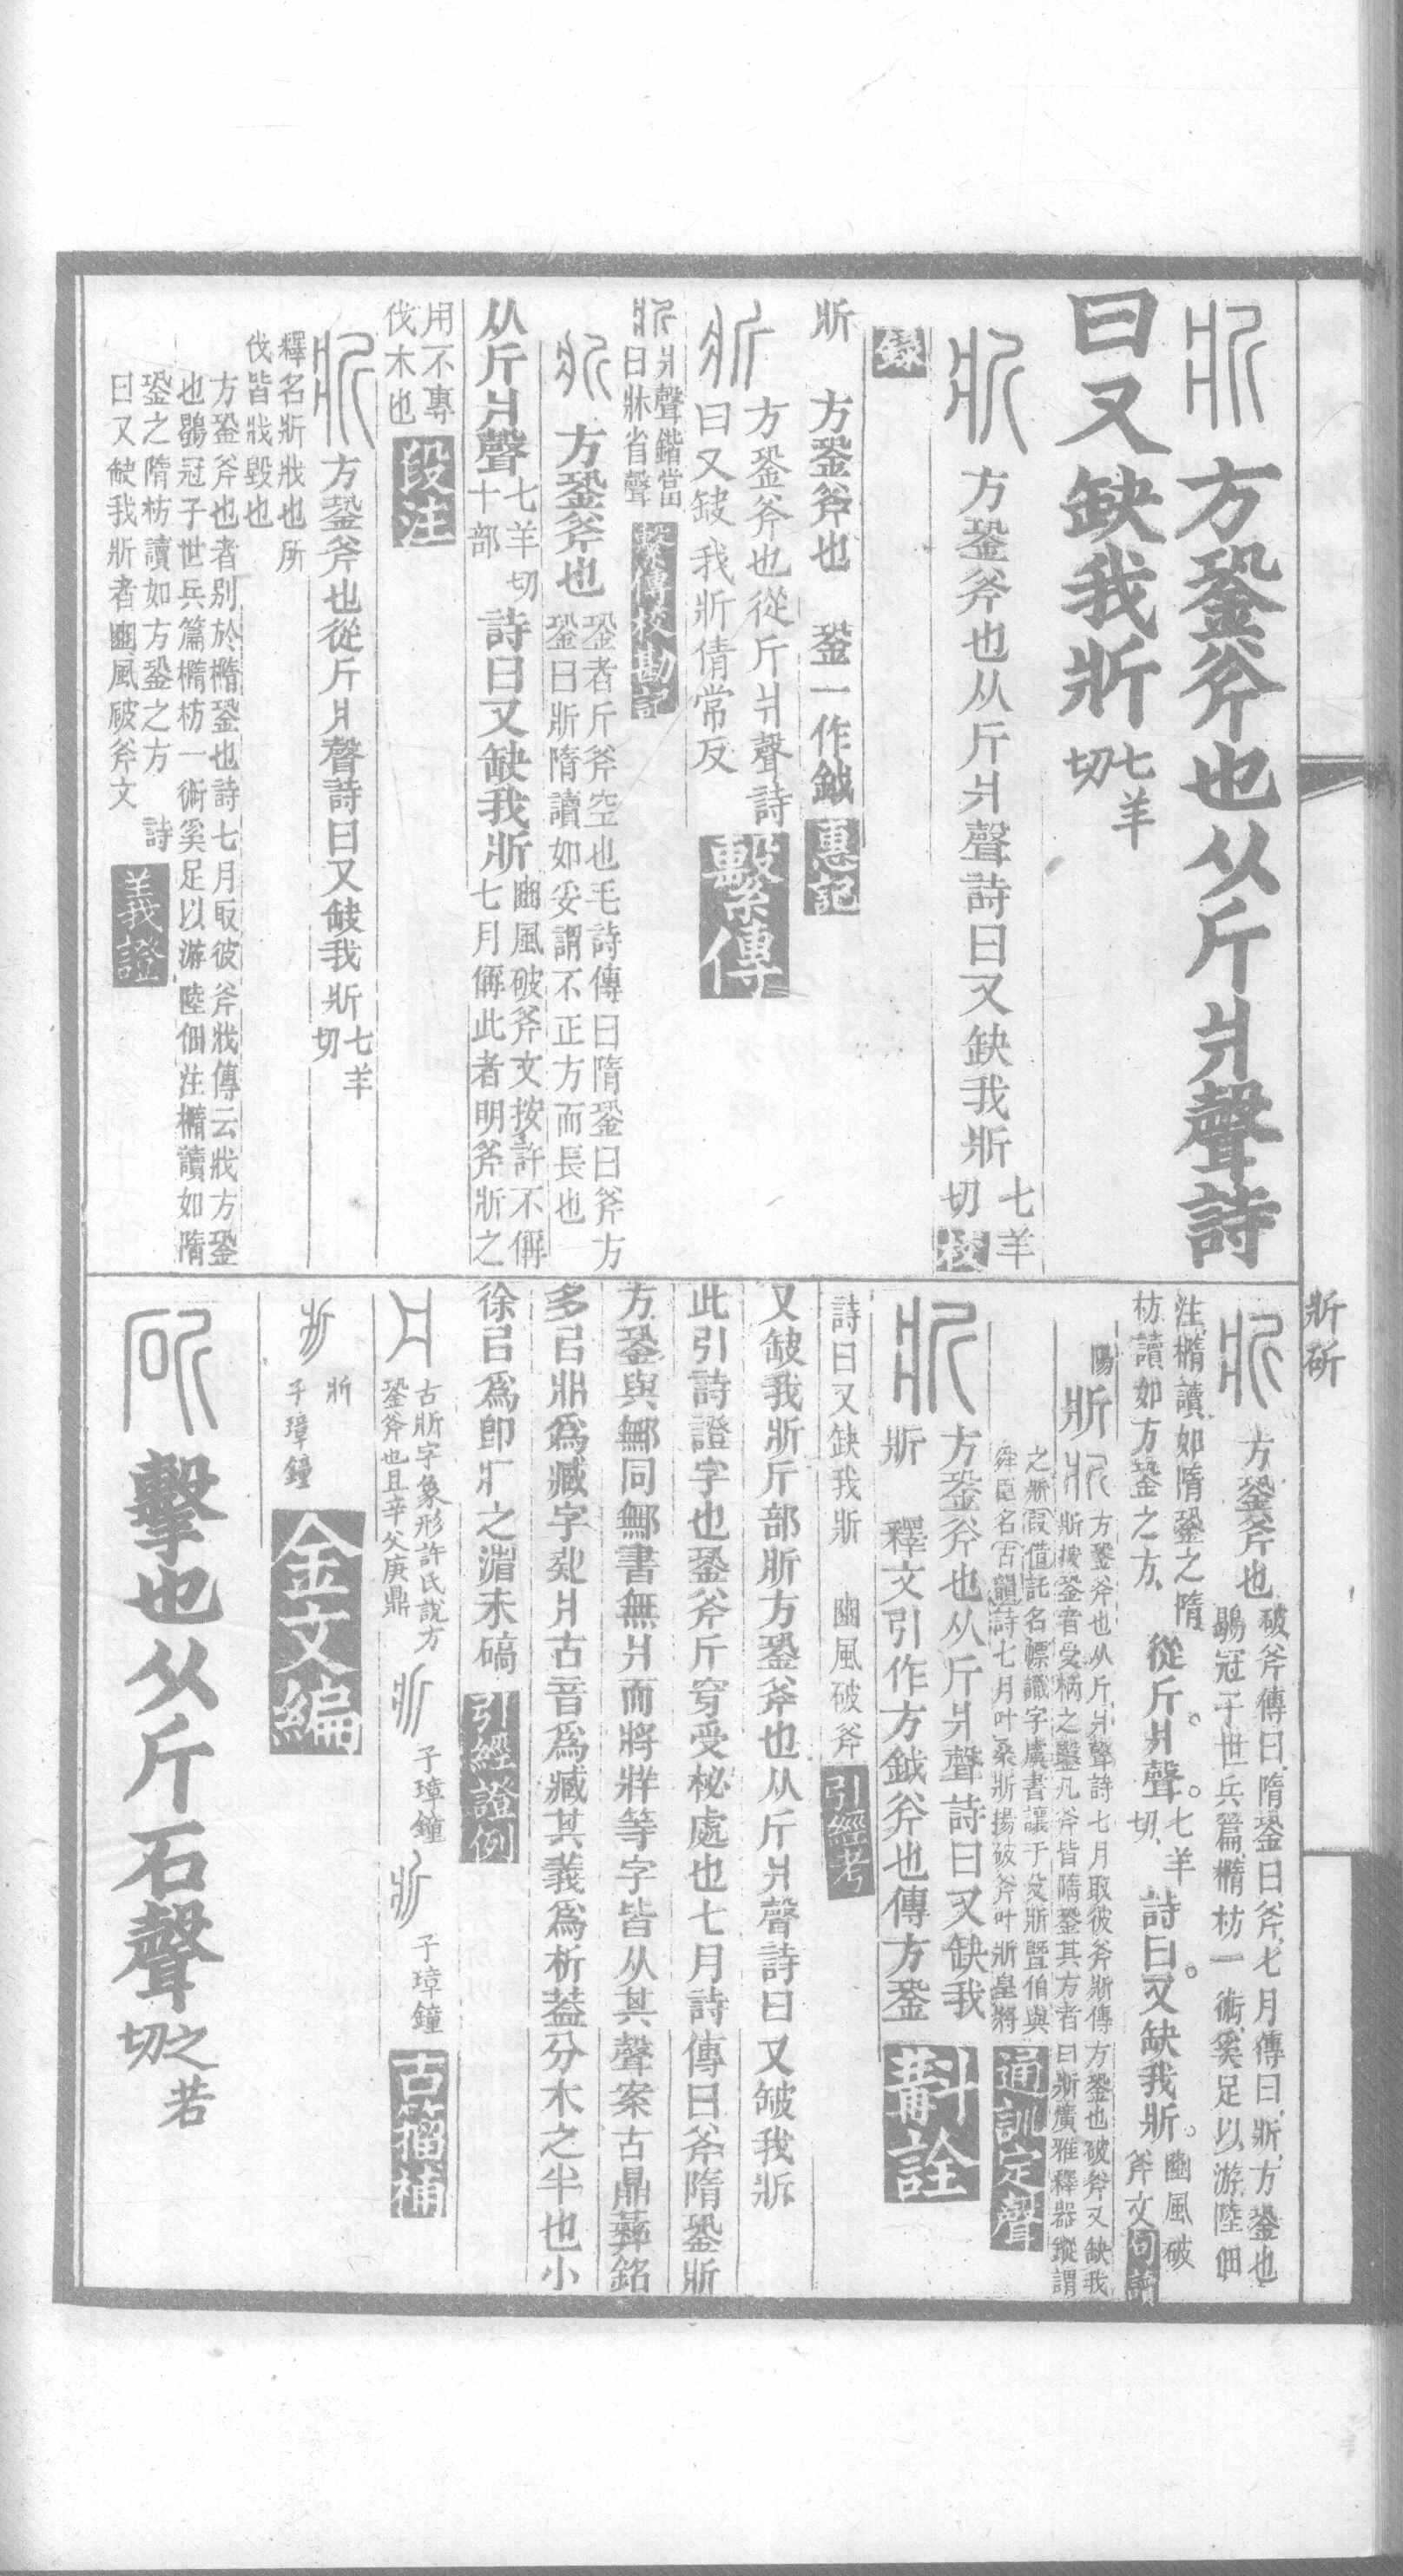 方銎斧也从斤爿聲詩
曰又缺我斨七羊切
方銎斧也从斤爿聲詩曰又缺我斨七羊切校
錄
斨 方銎斧也 銎一作鉞惠記
方銎斧也從斤爿聲詩
曰又缺我斨倩常反繫傳
爿聲鍇當
曰牀省聲繫傳校勘記
方銎斧也銎者斤斧空也毛詩傳曰隋銎曰斧方
銎曰斨隋讀如妥謂不正方而長也
从斤爿聲七羊切十部詩曰又缺我斨豳風破斧文按許不偁
七月偁此者明斧斨之
用不專
伐木也段注
方銎斧也從斤爿聲詩曰又缺我斨七羊切
釋名斨戕也所
伐皆戕毀也
方銎斧也者别於橢銎也詩七月取彼斧戕傳云戕方銎
也鶡冠子世兵篇橢枋一術奚足以游陸佃注橢讀如隋
銎之隋枋讀如方銎之方 詩
曰又缺我斨者豳風破斧文義證
斨斫
方銎斧也破斧傳曰隋銎曰斧七月傳曰斨方銎也
鶡冠子世兵篇橢枋一術奚足以游陸佃
注橢讀如隋銎之隋
枋讀如方銎之方從斤爿聲七羊切詩曰又缺我斨豳風破
斧文句讀
陽斨方銎斧也从斤爿聲詩七月取彼斧斨傳方銎也破斧又缺我
斨按銎者受柄之鑿凡斧皆隋銎其方者曰斨廣雅釋器鏦謂
之斨假借託名幖識字虞書讓于殳斨暨伯與
舜臣名古韻詩七月叶桑斨揚破斧叶斨皇將通訓定聲
方銎斧也从斤爿聲詩曰又缺我
斨 釋文引作方鉞斧也傳方銎斠詮
詩曰又缺我斨 豳風破斧引經考
又缺我斨斤部斨方銎斧也从斤爿聲詩曰又缺我斨
此引詩證字也銎斧斤穿受柲處也七月詩傳曰斧隋銎斨
方銎與鄦同鄦書無爿而將牂等字皆从其聲案古鼎彝銘
多㠯鼎爲臧字㐆爿古音爲臧其義爲析葢分木之半也小
徐㠯爲卽疒之渻未碻引經證例
古斨字象形許氏說方
銎斧也且辛父庚鼎子璋鐘子璋鐘古籀補
斨
子璋鐘金文編
擊也从斤石聲之若切